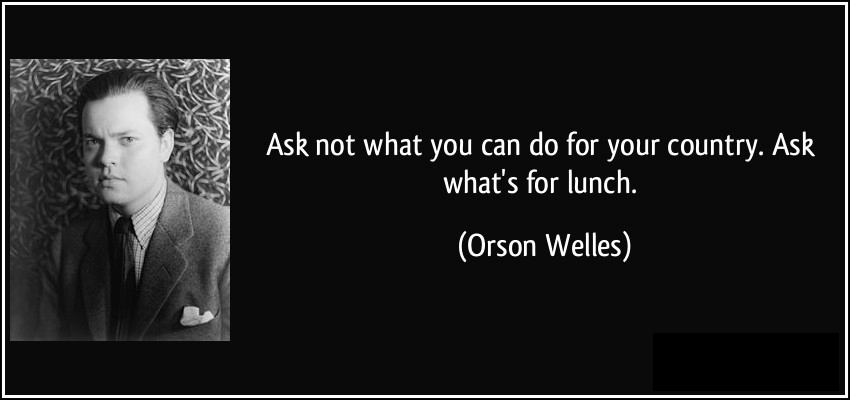 Ask not what you can do for your country. Ask
what's for lunch.
(Orson Welles)